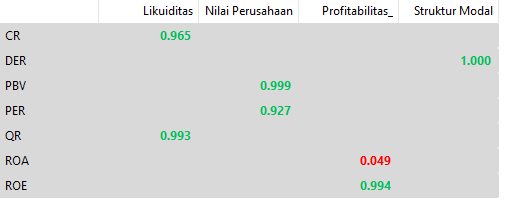 Likuiditas Nilai Perusahaan Profitabilitas_ Struktur Modal
CR 0.965
DER 1.000
PBV 0.999
PER 0.927
QR 0.993
ROA 0.049
ROE 0.994